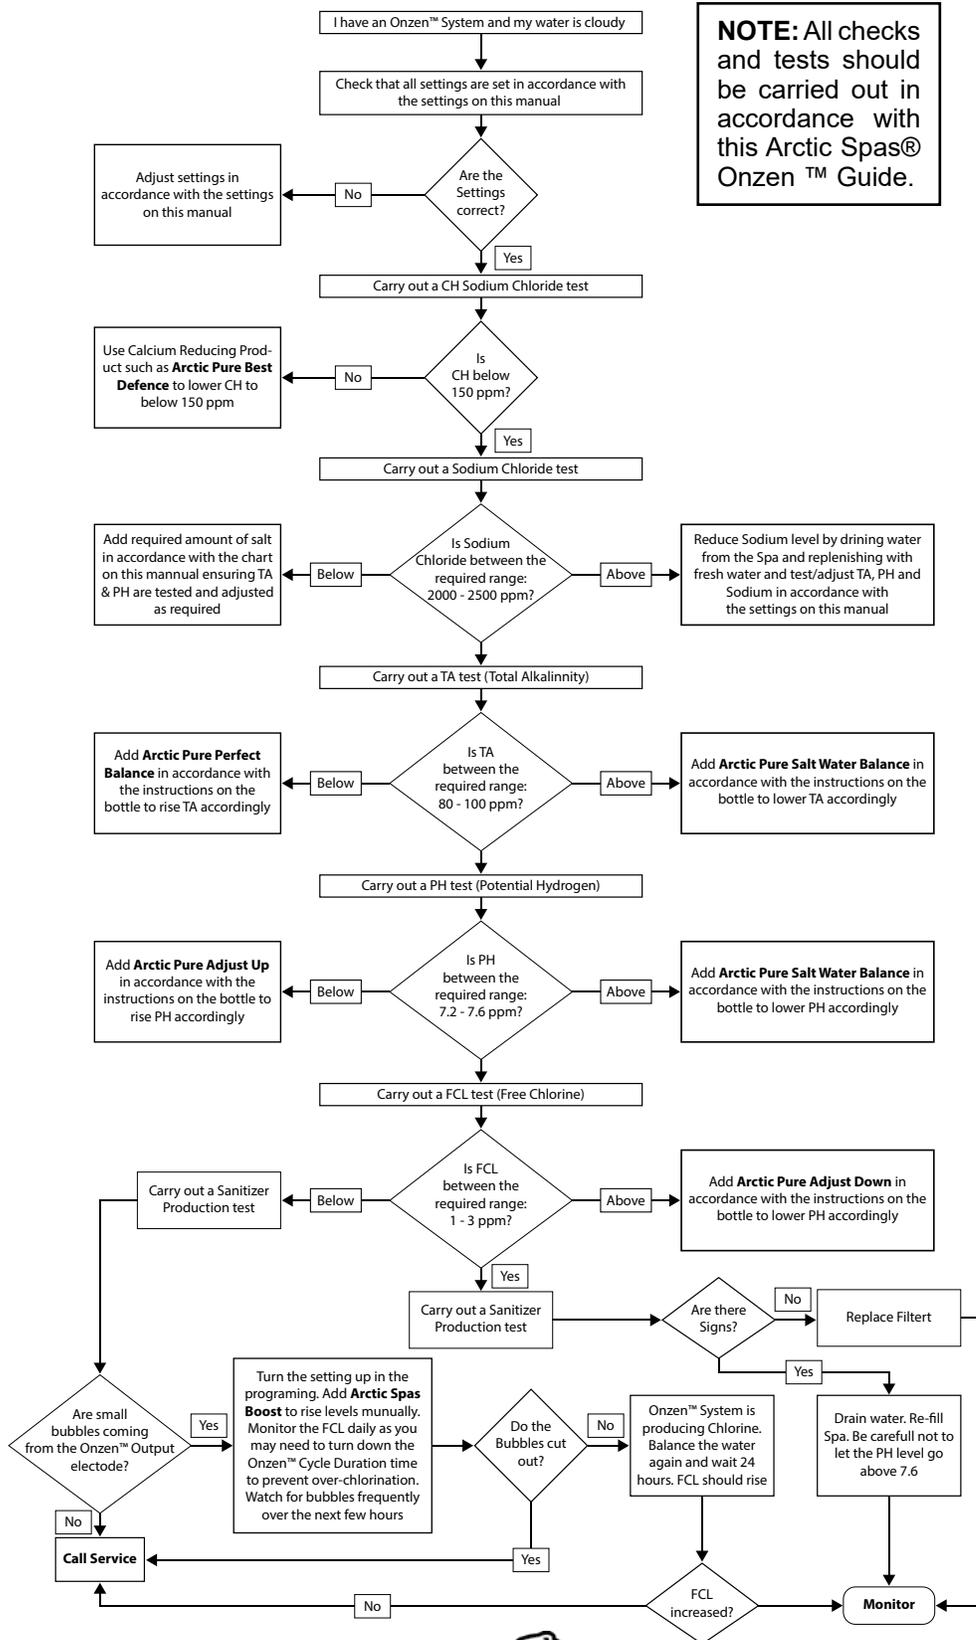 I have an Onzen™ System and my water is cloudy
NOTE: All checks
and tests should
be carried out in
accordance with
this Arctic Spas®
Onzen ™ Guide.
Check that all settings are set in accordance with
the settings on this manual
Are the
Settings
correct?
No
Adjust settings in
accordance with the settings
on this manual
Yes
Carry out a CH Sodium Chloride test
Is
CH below
150 ppm?
No
Use Calcium Reducing Prod-
uct such as Arctic Pure Best
Defence to lower CH to
below 150 ppm
Yes
Carry out a Sodium Chloride test
Is Sodium
Chloride between the
required range:
2000 - 2500 ppm?
Below
Add required amount of salt
in accordance with the chart
on this mannual ensuring TA
& PH are tested and adjusted
as required
Above
Reduce Sodium level by drining water
from the Spa and replenishing with
fresh water and test/adjust TA, PH and
Sodium in accordance with
the settings on this manual
Carry out a TA test (Total Alkalinnity)
Is TA
between the
required range:
80 - 100 ppm?
Below
Add Arctic Pure Perfect
Balance in accordance with
the instructions on the
bottle to rise TA accordingly
Above
Add Arctic Pure Salt Water Balance in
accordance with the instructions on the
bottle to lower TA accordingly
Carry out a PH test (Potential Hydrogen)
Is PH
between the
required range:
7.2 - 7.6 ppm?
Below
Add Arctic Pure Adjust Up
in accordance with the
instructions on the bottle to
rise PH accordingly
Above
Add Arctic Pure Salt Water Balance in
accordance with the instructions on the
bottle to lower PH accordingly
Carry out a FCL test (Free Chlorine)
Is FCL
between the
required range:
1 - 3 ppm?
Below
Carry out a Sanitizer
Production test
Above
Add Arctic Pure Adjust Down in
accordance with the instructions on the
bottle to lower PH accordingly
Yes
Carry out a Sanitizer
Production test
Are there
Signs?
No
Replace Filtert
Yes
Drain water. Re-fill
Spa. Be carefull not to
let the PH level go
above 7.6
Are small
bubbles coming
from the Onzen™ Output
electode?
Yes
Turn the setting up in the
programing. Add Arctic Spas
Boost to rise levels munually.
Monitor the FCL daily as you
may need to turn down the
Onzen™ Cycle Duration time
to prevent over-chlorination.
Watch for bubbles frequently
over the next few hours
Do the
Bubbles cut
out?
No
Onzen™ System is
producing Chlorine.
Balance the water
again and wait 24
hours. FCL should rise
No
Call Service
Yes
FCL
increased?
No
Monitor